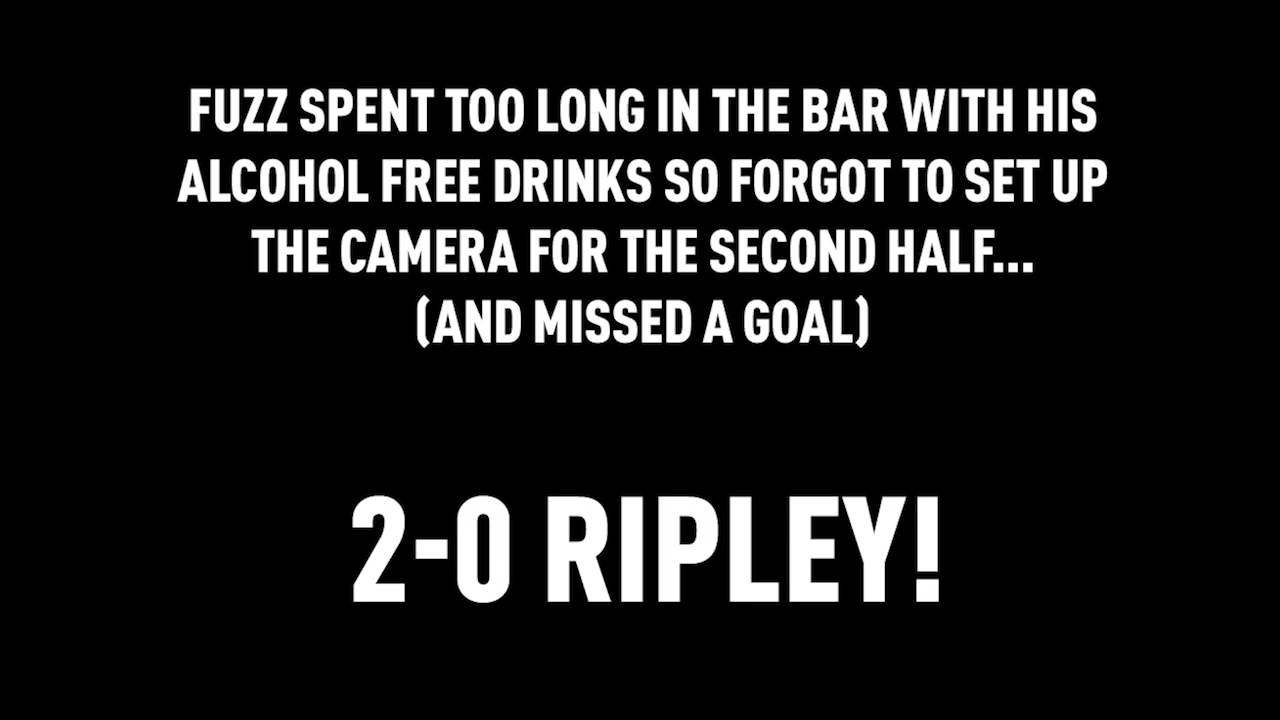 FUZZ SPENT TOO LONG IN THE BAR WITH HIS
ALCOHOL FREE DRINKS SO FORGOT TO SET UP
THE CAMERA FOR THE SECOND HALF...
(AND MISSED A GOAL)
2-0 RIPLEY!